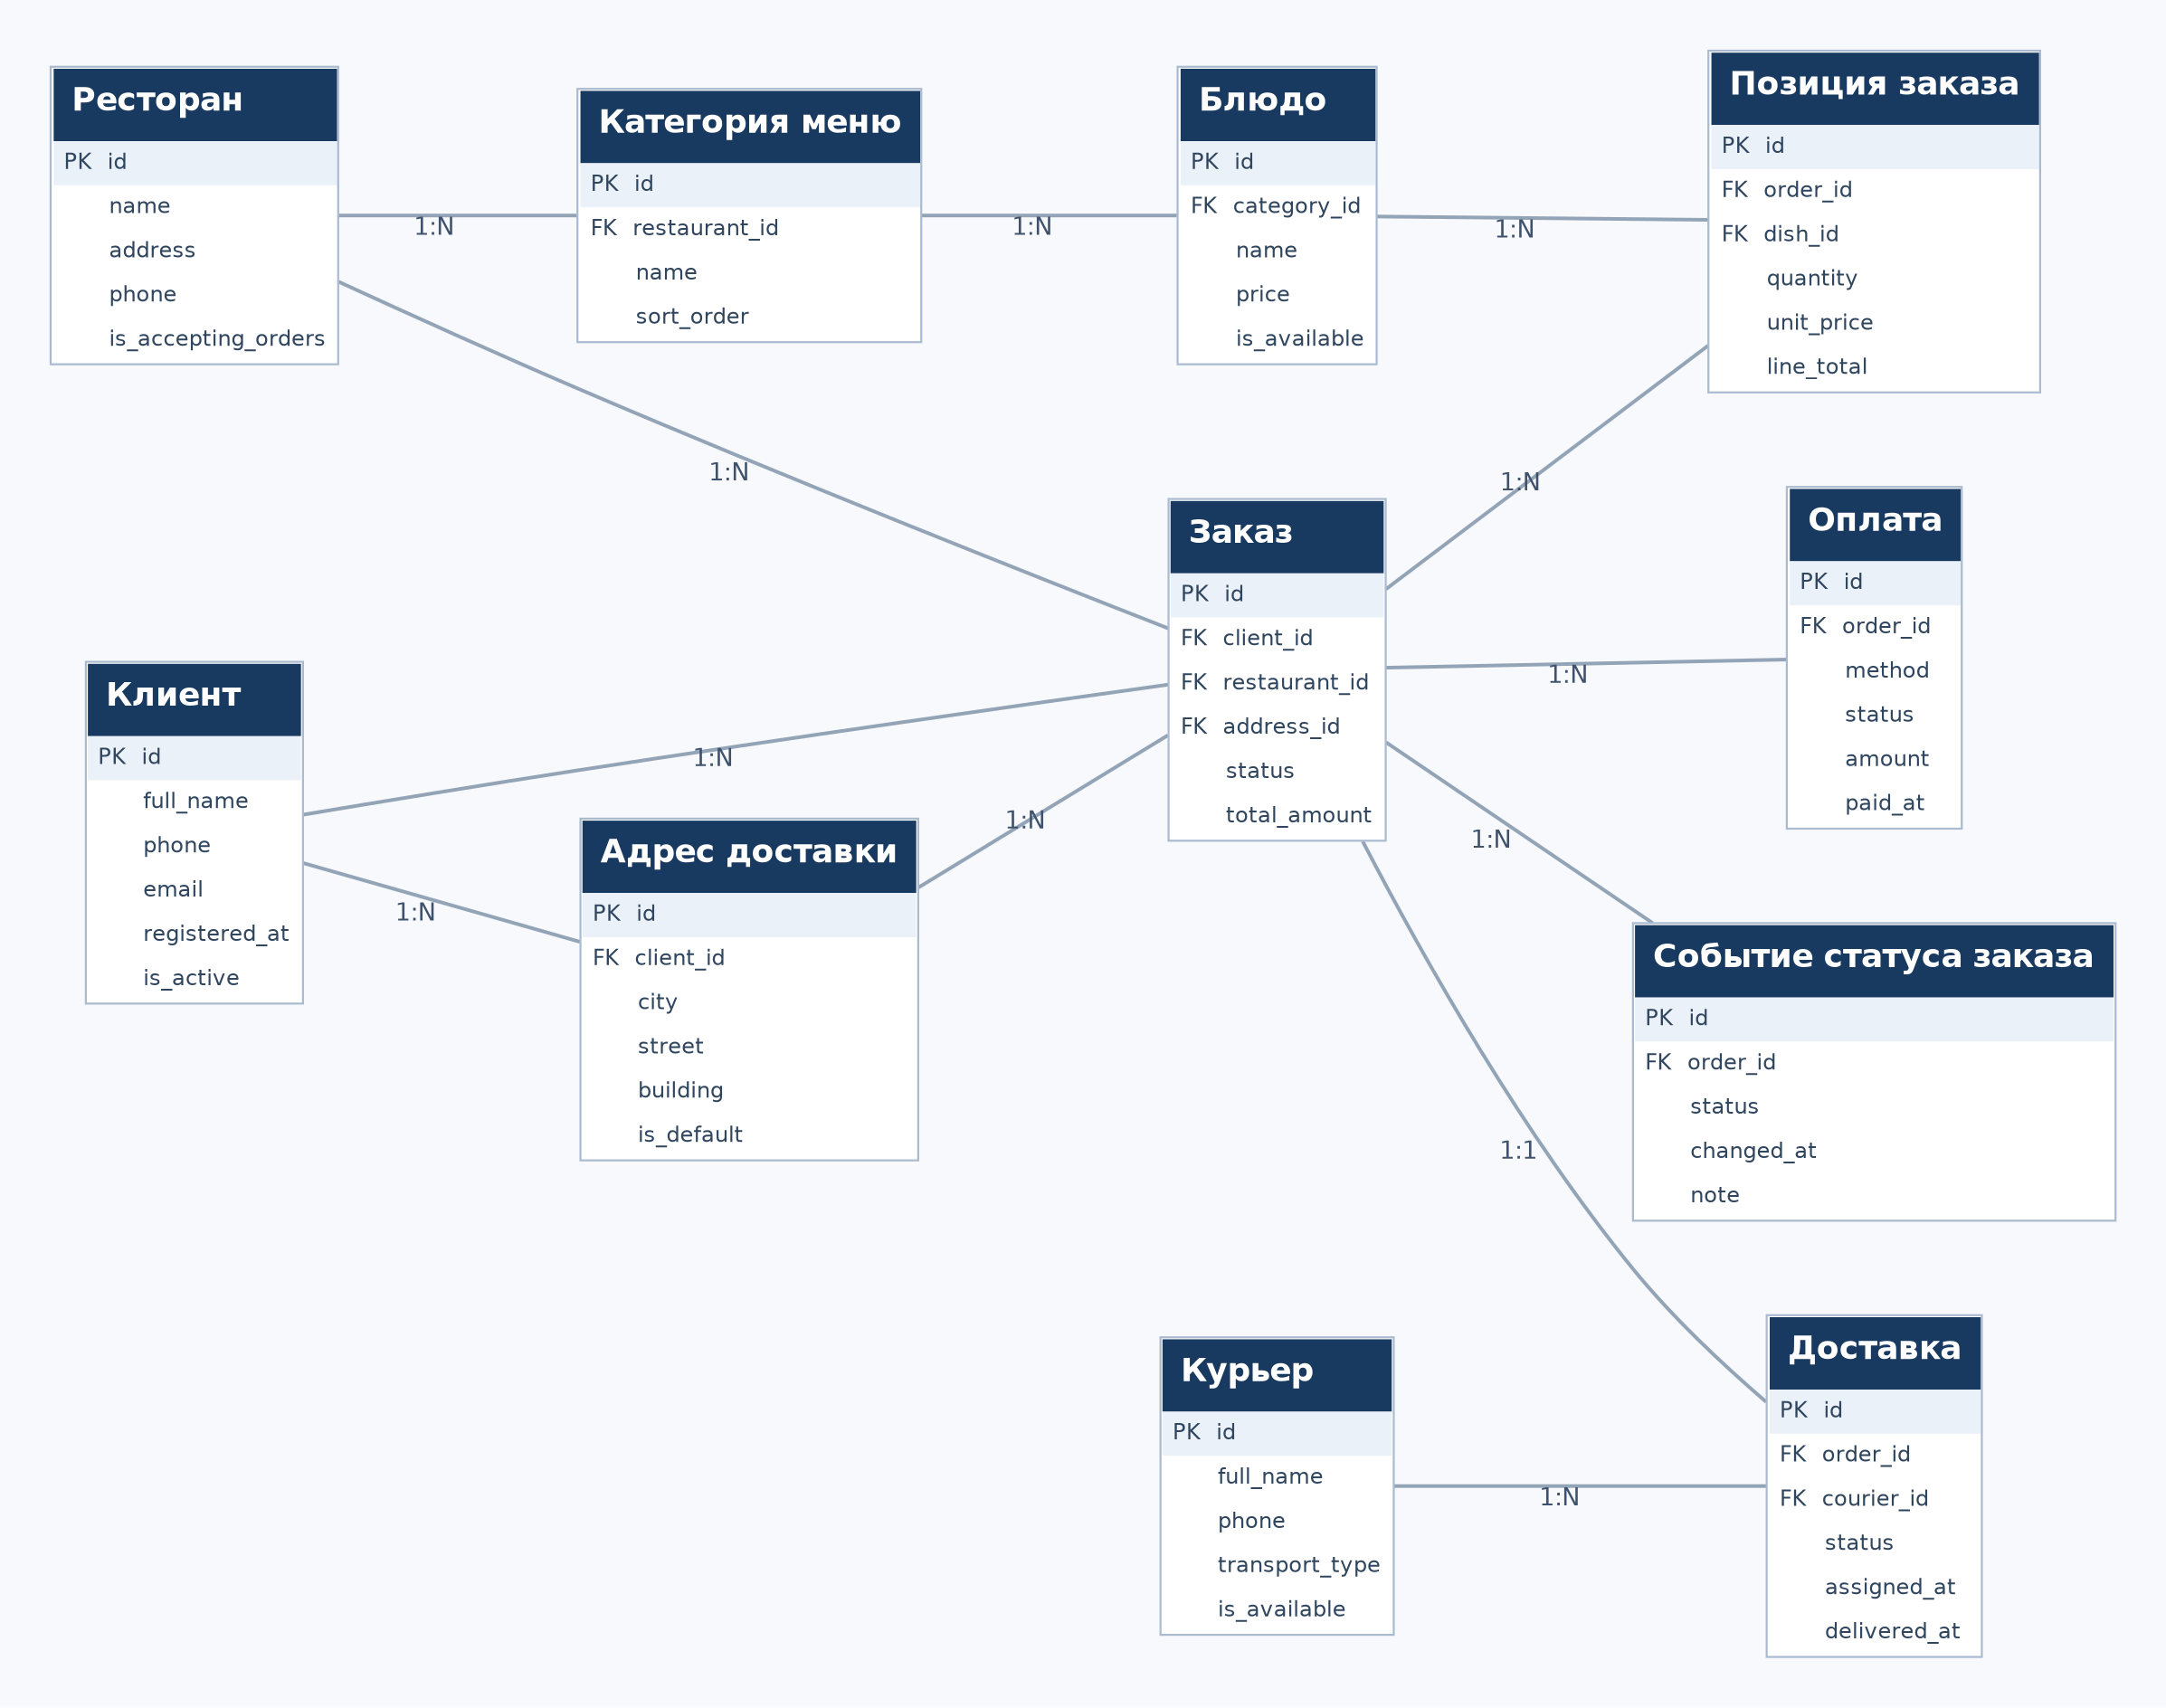 Ресторан
PK id
name
address
phone
is_accepting_orders
1:N
Категория меню
PK id
FK restaurant_id
name
sort_order
1:N
Блюдо
PK id
FK category_id
name
price
is_available
1:N
Позиция заказа
PK id
FK order_id
FK dish_id
quantity
unit_price
line_total
1:N
1:N
Заказ
PK id
FK client_id
FK restaurant_id
FK address_id
status
total_amount
1:N
Оплата
PK id
FK order_id
method
status
amount
paid_at
Клиент
PK id
full_name
phone
email
registered_at
is_active
1:N
1:N
1:N
Адрес доставки
PK id
FK client_id
city
street
building
is_default
1:N
Событие статуса заказа
PK id
FK order_id
status
changed_at
note
1:1
Курьер
PK id
full_name
phone
transport_type
is_available
1:N
Доставка
PK id
FK order_id
FK courier_id
status
assigned_at
delivered_at